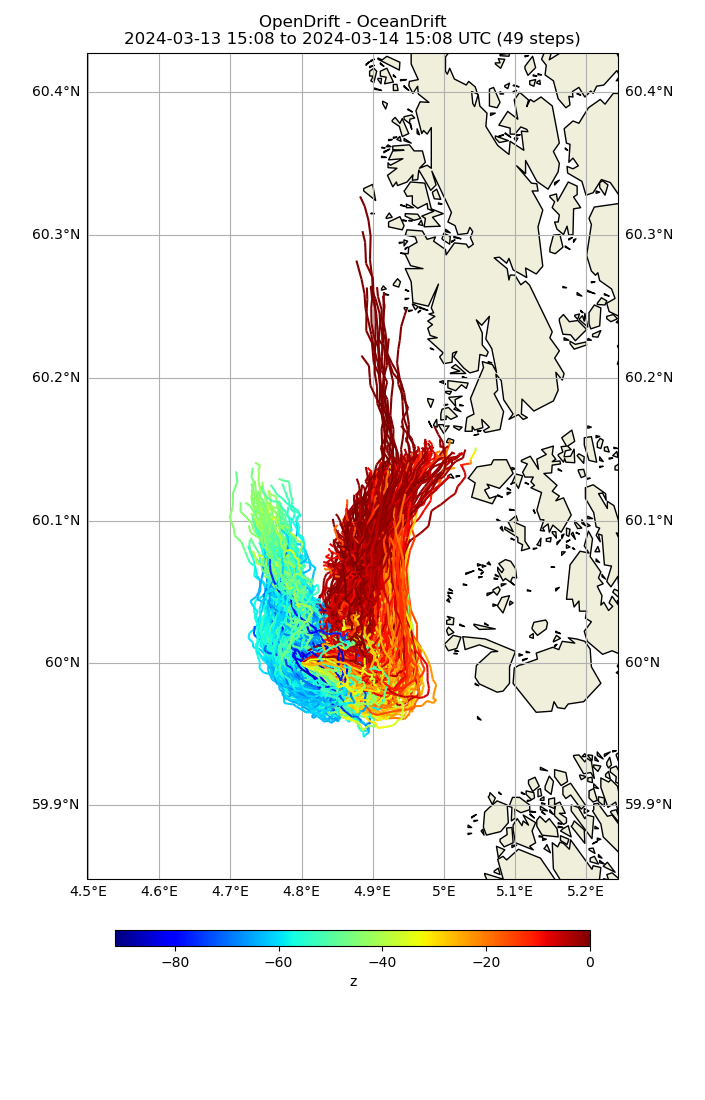 OpenDrift - OceanDrift
2024-03-13 15:08 to 2024-03-14 15:08 UTC (49 steps)
60.4°N 60.4°N
60.3°N 60.3°N
60.2°N 60.2°N
60.1°N 60.1°N
60°N 60°N
59.9°N 59.9°N
4.5°E 4.6°E 4.7°E 4.8°E 4.9°E 5°E 5.1°E 5.2°E
−80 −60 −40 −20 0
z